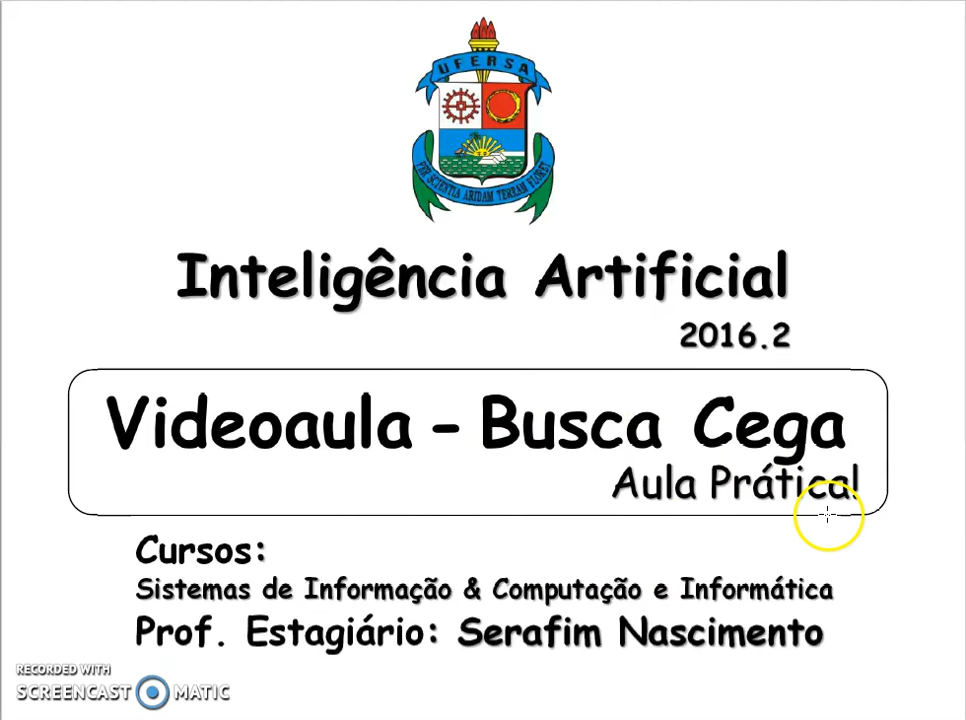 UFERSA
PER SCIENTIA ARIDAM TERRAM FLORET
Inteligência Artificial
2016.2
Videoaula - Busca Cega
Aula Prática!
Cursos:
Sistemas de Informação & Computação e Informática
Prof. Estagiário: Serafim Nascimento
RECORDED WITH
SCREENCAST MATIC